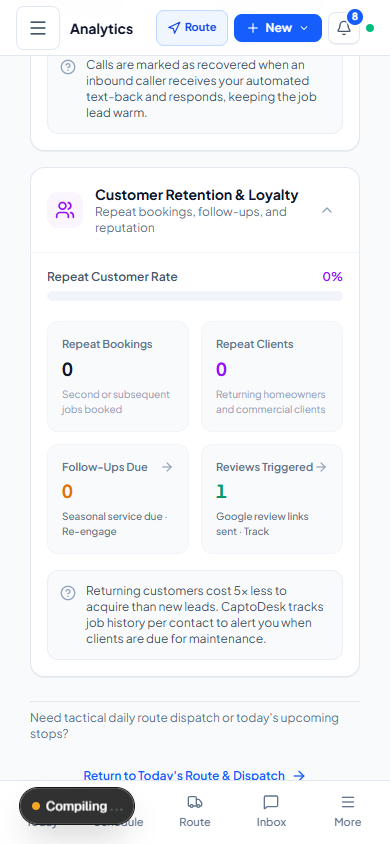 Analytics
Route
New
8
Calls are marked as recovered when an
inbound caller receives your automated
text-back and responds, keeping the job
lead warm.
Customer Retention & Loyalty
Repeat bookings, follow-ups, and
reputation
Repeat Customer Rate
0%
Repeat Bookings
0
Second or subsequent
jobs booked
Repeat Clients
0
Returning homeowners
and commercial clients
Follow-Ups Due
0
Seasonal service due ·
Re-engage
Reviews Triggered
1
Google review links
sent · Track
Returning customers cost 5× less to
acquire than new leads. CaptoDesk tracks
job history per contact to alert you when
clients are due for maintenance.
Need tactical daily route dispatch or today's upcoming
stops?
Return to Today's Route & Dispatch
Compiling ...
Route
Inbox
More